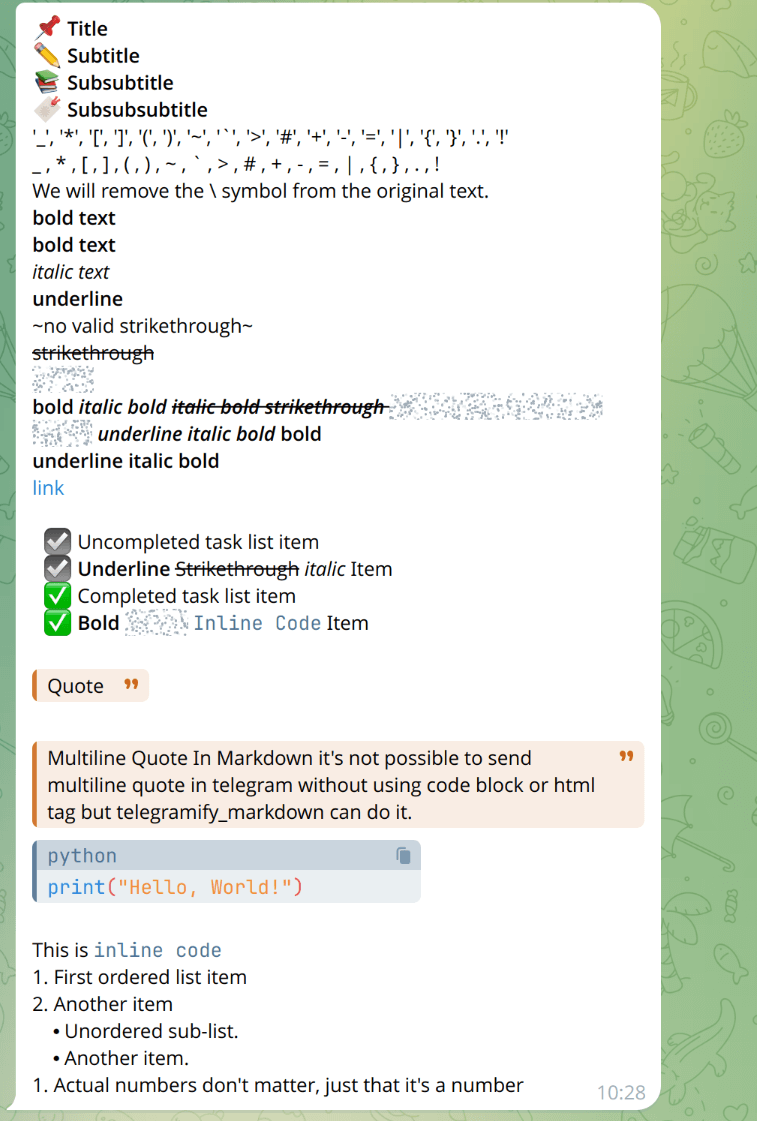 📌 Title
✏️ Subtitle
📚 Subsubtitle
🔖 Subsubsubtitle
'_', '*', '[', ']', '(', ')', '~', '`', '>', '#', '+', '-', '=', '|', '{', '}', '.', '!'
_ , * , [ , ] , ( , ) , ~ , ` , > , # , + , - , = , | , { , } , . , !
We will remove the \ symbol from the original text.
bold text
bold text
italic text
underline
~no valid strikethrough~
strikethrough
bold italic bold italic bold strikethrough
underline italic bold bold
underline italic bold
link
☑️ Uncompleted task list item
☑️ Underline Strikethrough italic Item
✅ Completed task list item
✅ Bold Inline Code Item
Quote ”
Multiline Quote In Markdown it's not possible to send ”
multiline quote in telegram without using code block or html
tag but telegramify_markdown can do it.
python
print("Hello, World!")
This is inline code
1. First ordered list item
2. Another item
• Unordered sub-list.
• Another item.
1. Actual numbers don't matter, just that it's a number
10:28